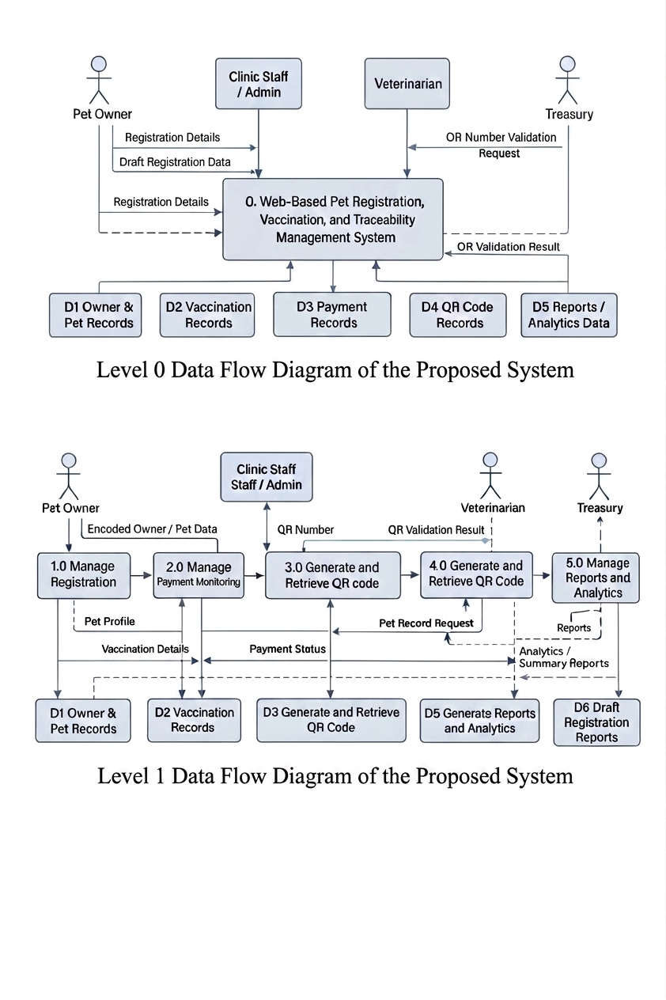 Clinic Staff
/ Admin
Veterinarian
Pet Owner
Treasury
Registration Details
OR Number Validation
Request
Draft Registration Data
Registration Details
0. Web-Based Pet Registration,
Vaccination, and Traceability
Management System
OR Validation Result
D1 Owner &
Pet Records
D2 Vaccination
Records
D3 Payment
Records
D4 QR Code
Records
D5 Reports /
Analytics Data
Level 0 Data Flow Diagram of the Proposed System
Clinic Staff
Staff / Admin
Pet Owner
Veterinarian
Treasury
Encoded Owner / Pet Data
QR Number
QR Validation Result
1.0 Manage
Registration
2.0 Manage
Payment Monitoring
3.0 Generate and
Retrieve QR code
4.0 Generate and
Retrieve QR Code
5.0 Manage
Reports and
Analytics
Pet Profile
Pet Record Request
Reports
Vaccination Details
Payment Status
Analytics /
Summary Reports
D1 Owner &
Pet Records
D2 Vaccination
Records
D3 Generate and Retrieve
QR Code
D5 Generate Reports
and Analytics
D6 Draft
Registration
Reports
Level 1 Data Flow Diagram of the Proposed System